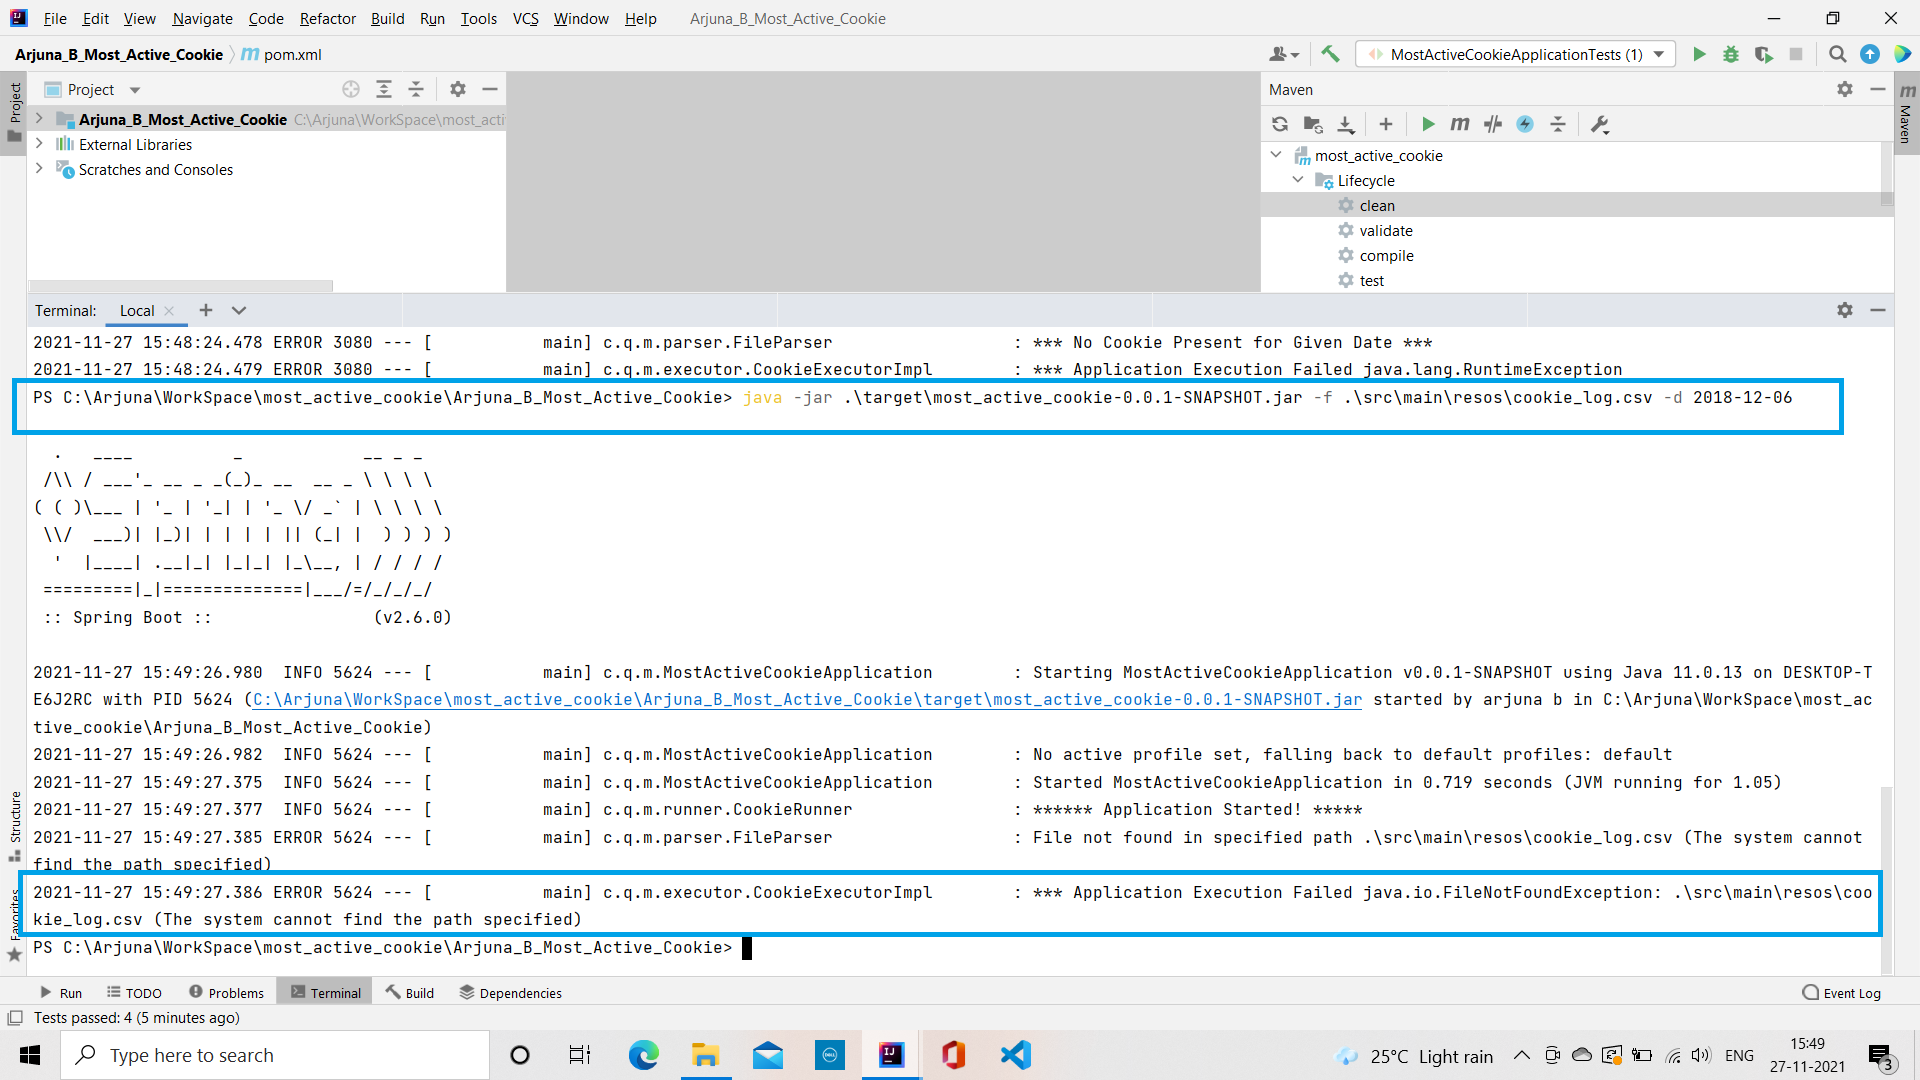 File Edit View Navigate Code Refactor Build Run Tools VCS Window Help Arjuna_B_Most_Active_Cookie
Arjuna_B_Most_Active_Cookie pom.xml MostActiveCookieApplicationTests (1)
Project
Project
Arjuna_B_Most_Active_Cookie C:\Arjuna\WorkSpace\most_acti
External Libraries
Scratches and Consoles
Maven
most_active_cookie
Lifecycle
clean
validate
compile
test
Maven
Terminal: Local
2021-11-27 15:48:24.478 ERROR 3080 --- [           main] c.q.m.parser.FileParser                  : *** No Cookie Present for Given Date ***
2021-11-27 15:48:24.479 ERROR 3080 --- [           main] c.q.m.executor.CookieExecutorImpl        : *** Application Execution Failed java.lang.RuntimeException
PS C:\Arjuna\WorkSpace\most_active_cookie\Arjuna_B_Most_Active_Cookie> java -jar .\target\most_active_cookie-0.0.1-SNAPSHOT.jar -f .\src\main\resos\cookie_log.csv -d 2018-12-06
  .   ____          _            __ _ _
 /\\ / ___'_ __ _ _(_)_ __  __ _ \ \ \ \
( ( )\___ | '_ | '_| | '_ \/ _` | \ \ \ \
 \\/  ___)| |_)| | | | | || (_| |  ) ) ) )
  '  |____| .__|_| |_|_| |_\__, | / / / /
 =========|_|==============|___/=/_/_/_/
 :: Spring Boot ::                (v2.6.0)
2021-11-27 15:49:26.980  INFO 5624 --- [           main] c.q.m.MostActiveCookieApplication        : Starting MostActiveCookieApplication v0.0.1-SNAPSHOT using Java 11.0.13 on DESKTOP-T
E6J2RC with PID 5624 (C:\Arjuna\WorkSpace\most_active_cookie\Arjuna_B_Most_Active_Cookie\target\most_active_cookie-0.0.1-SNAPSHOT.jar started by arjuna b in C:\Arjuna\WorkSpace\most_ac
tive_cookie\Arjuna_B_Most_Active_Cookie)
2021-11-27 15:49:26.982  INFO 5624 --- [           main] c.q.m.MostActiveCookieApplication        : No active profile set, falling back to default profiles: default
2021-11-27 15:49:27.375  INFO 5624 --- [           main] c.q.m.MostActiveCookieApplication        : Started MostActiveCookieApplication in 0.719 seconds (JVM running for 1.05)
2021-11-27 15:49:27.377  INFO 5624 --- [           main] c.q.m.runner.CookieRunner                : ****** Application Started! *****
2021-11-27 15:49:27.385 ERROR 5624 --- [           main] c.q.m.parser.FileParser                  : File not found in specified path .\src\main\resos\cookie_log.csv (The system cannot
find the path specified)
2021-11-27 15:49:27.386 ERROR 5624 --- [           main] c.q.m.executor.CookieExecutorImpl        : *** Application Execution Failed java.io.FileNotFoundException: .\src\main\resos\coo
kie_log.csv (The system cannot find the path specified)
PS C:\Arjuna\WorkSpace\most_active_cookie\Arjuna_B_Most_Active_Cookie>
Structure
Favorites
Run TODO Problems Terminal Build Dependencies Event Log
Tests passed: 4 (5 minutes ago)
Type here to search
25°C Light rain ENG
15:49
27-11-2021
3